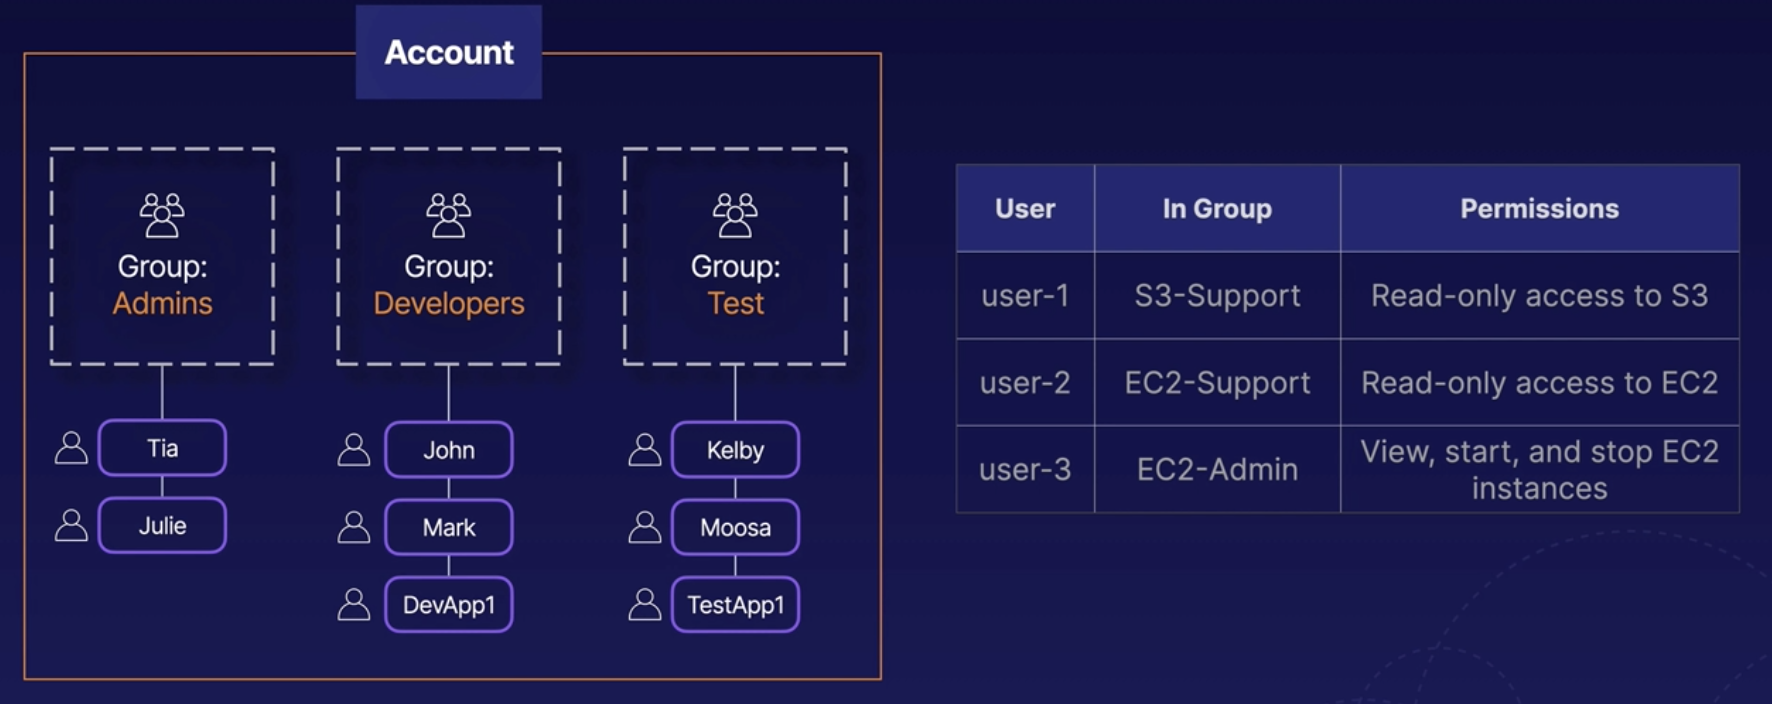 Account
Group:
Admins
Tia
Julie
Group:
Developers
John
Mark
DevApp1
Group:
Test
Kelby
Moosa
TestApp1
User In Group Permissions
user-1 S3-Support Read-only access to S3
user-2 EC2-Support Read-only access to EC2
user-3 EC2-Admin View, start, and stop EC2
instances